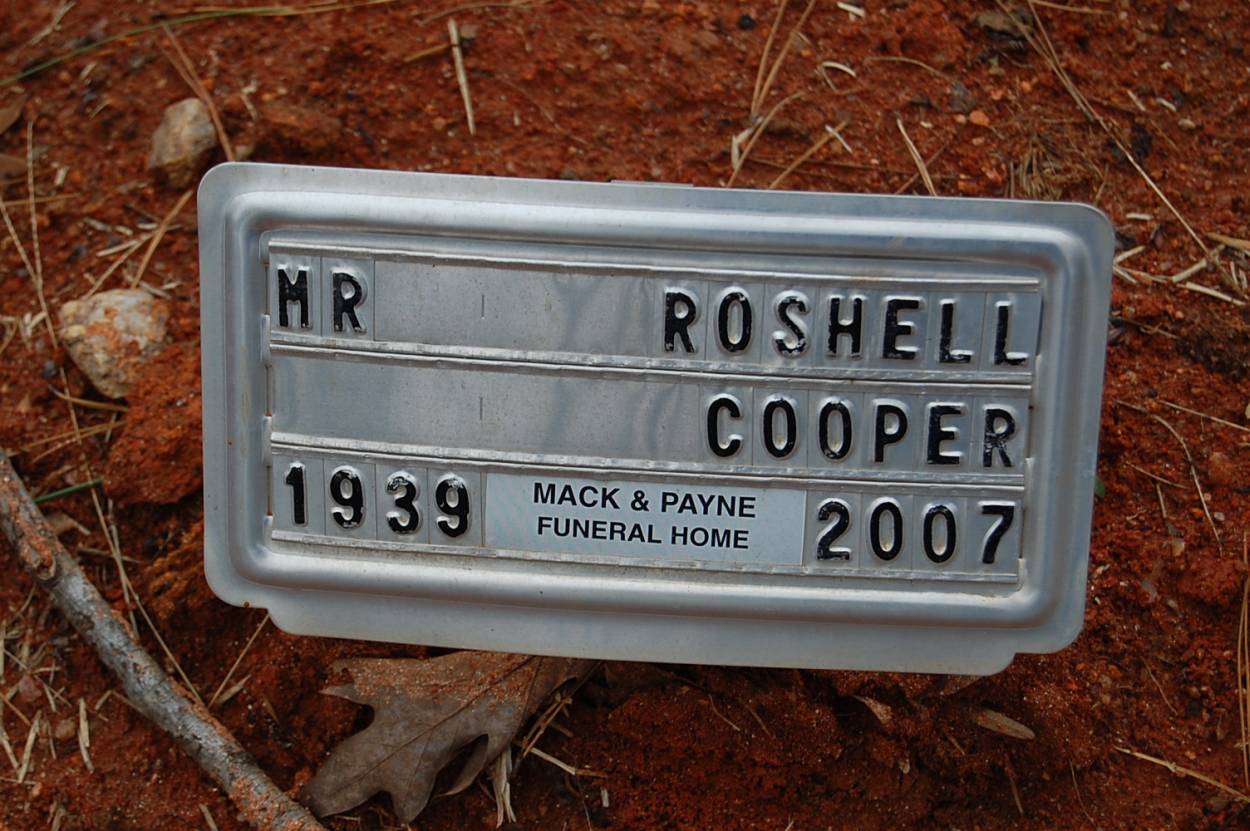 MR ROSHELL
COOPER
1939 MACK & PAYNE FUNERAL HOME 2007